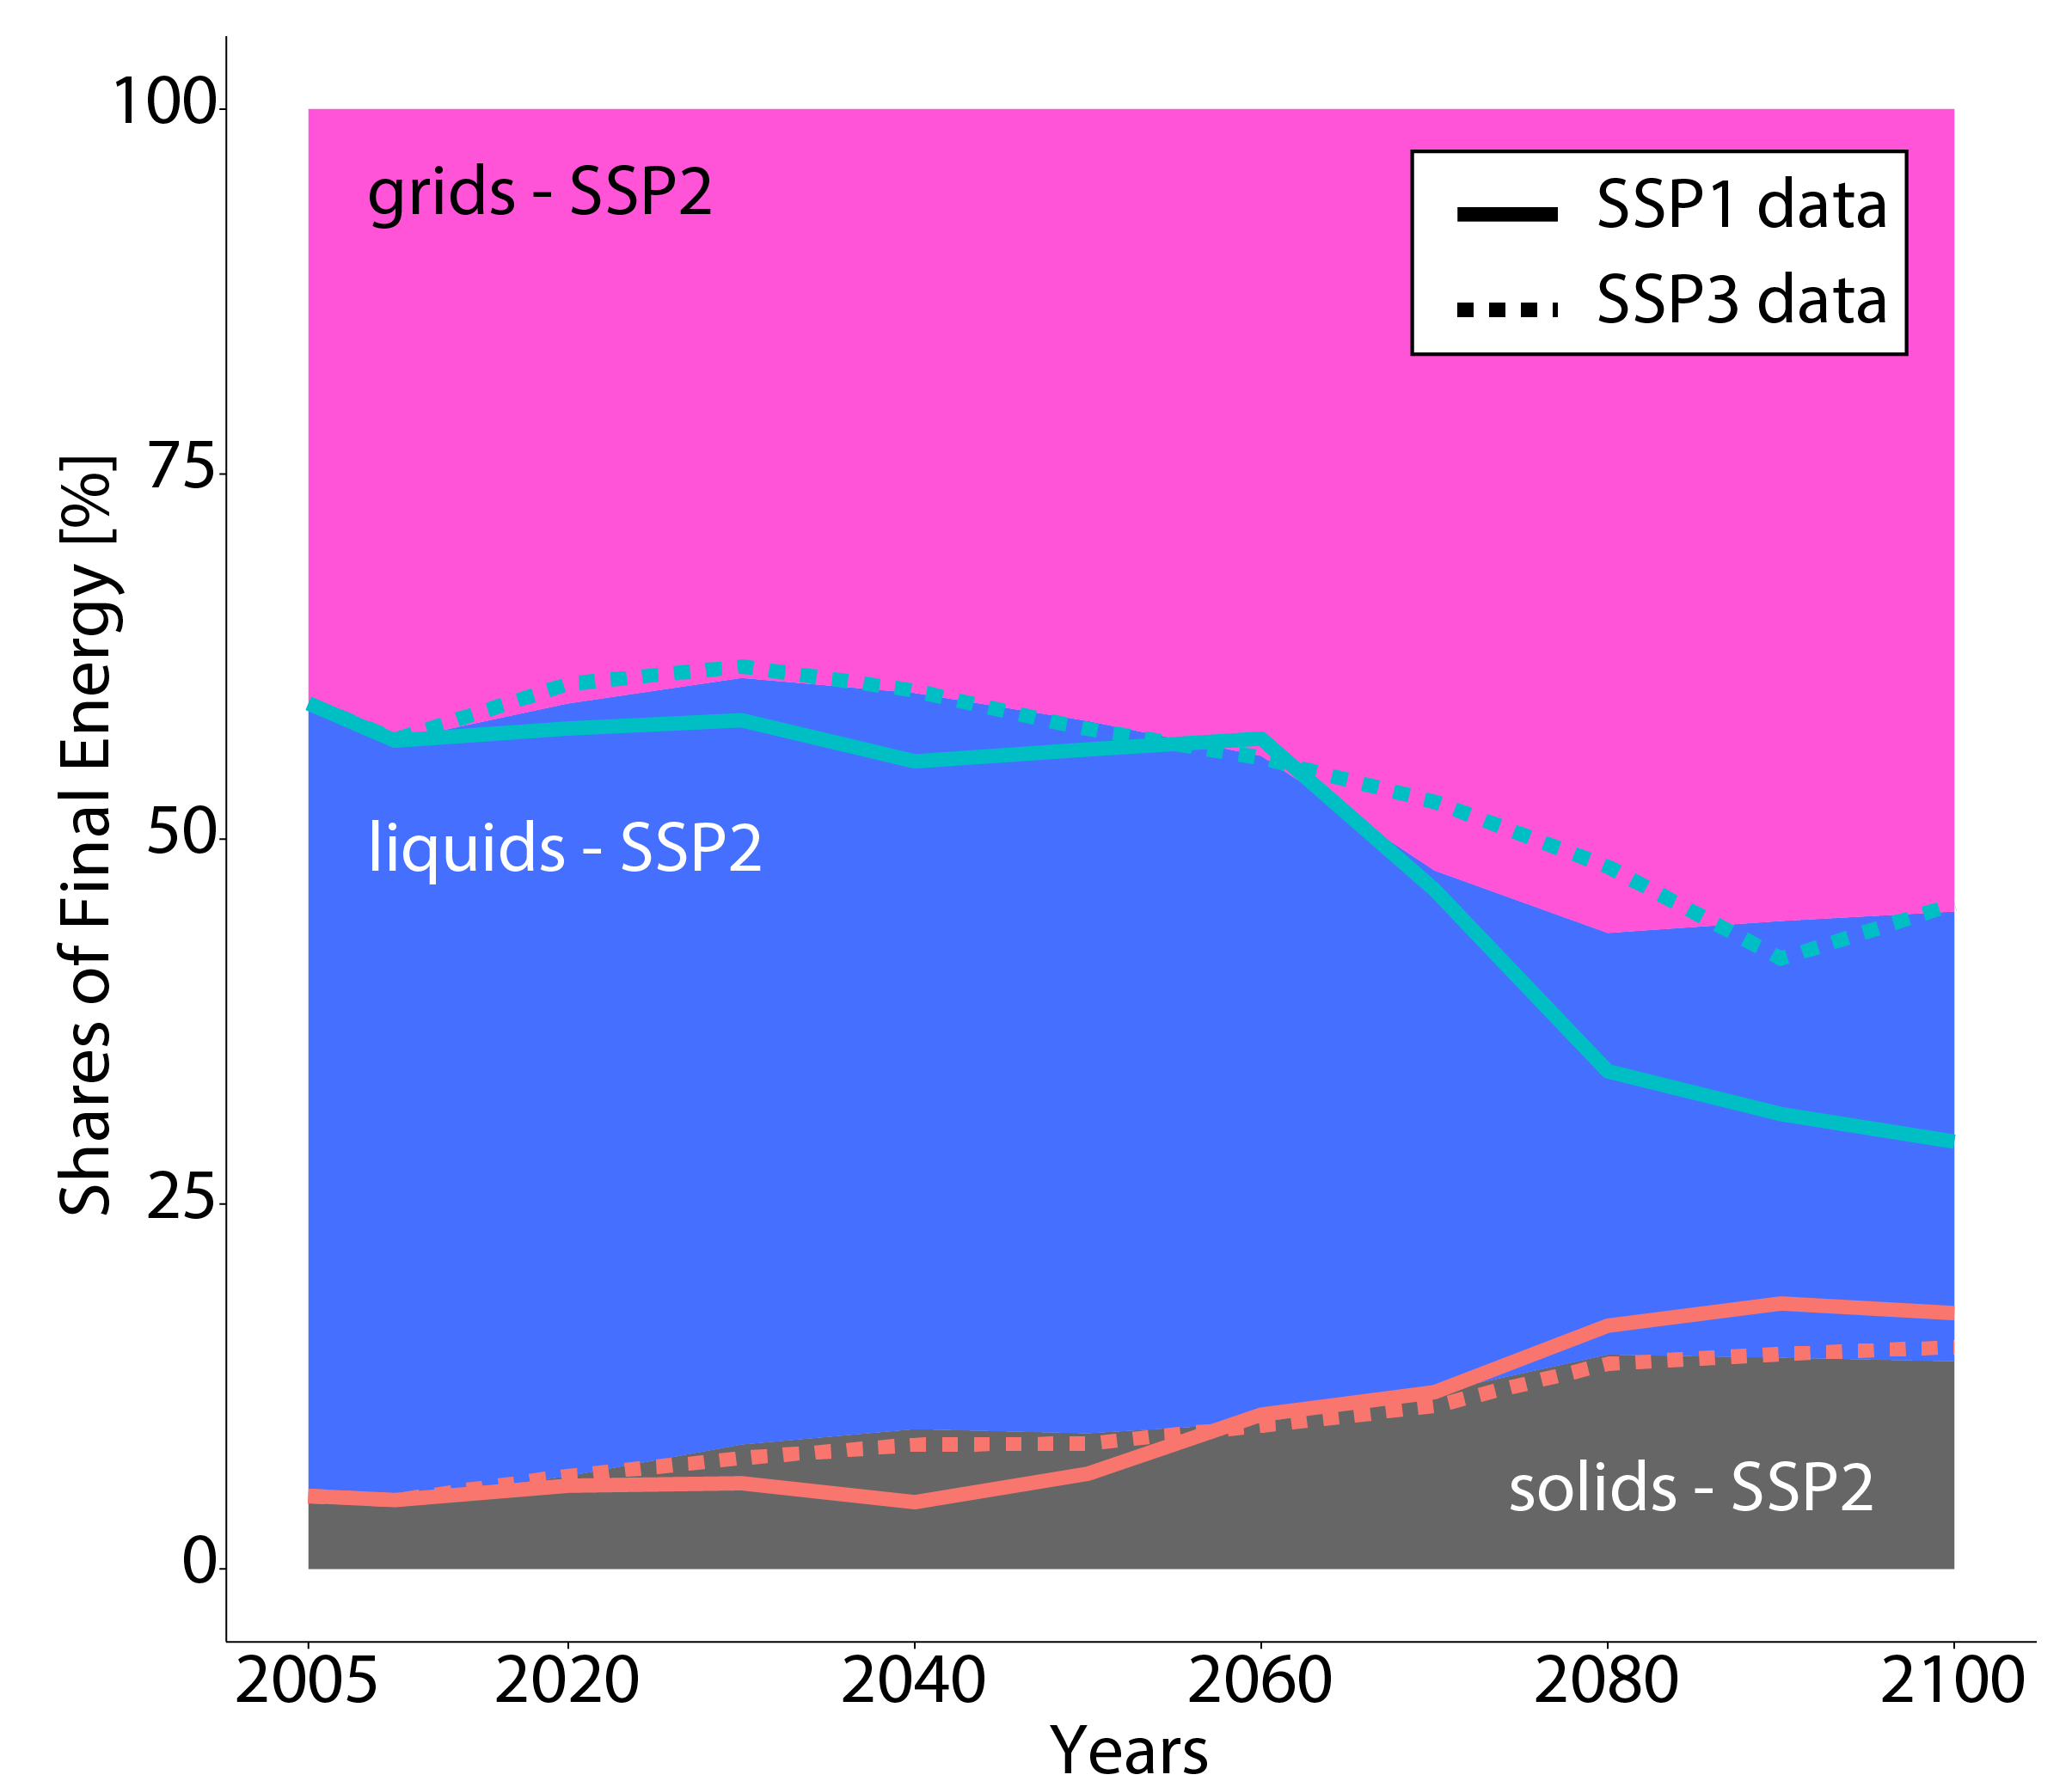 Shares of Final Energy [%]
100
75
50
25
0
grids - SSP2
SSP1 data
SSP3 data
liquids - SSP2
solids - SSP2
2005 2020 2040 2060 2080 2100
Years